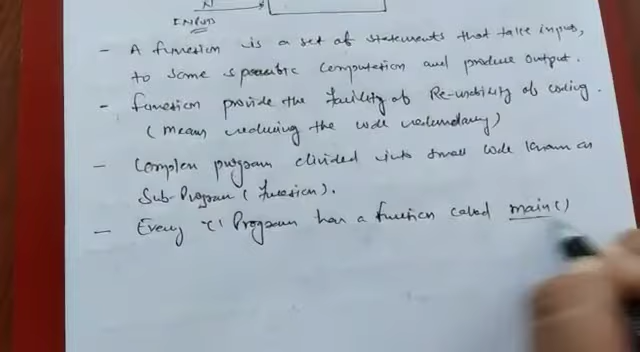 INPUT
- A function is a set of statements that take input,
to some specific computation and produce output.
- function provide the facility of Re-usability of coding.
(means reducing the code redundancy)
- Complex program divided into small code known as
Sub-Program (function).
- Every 'C' Program has a function called main()